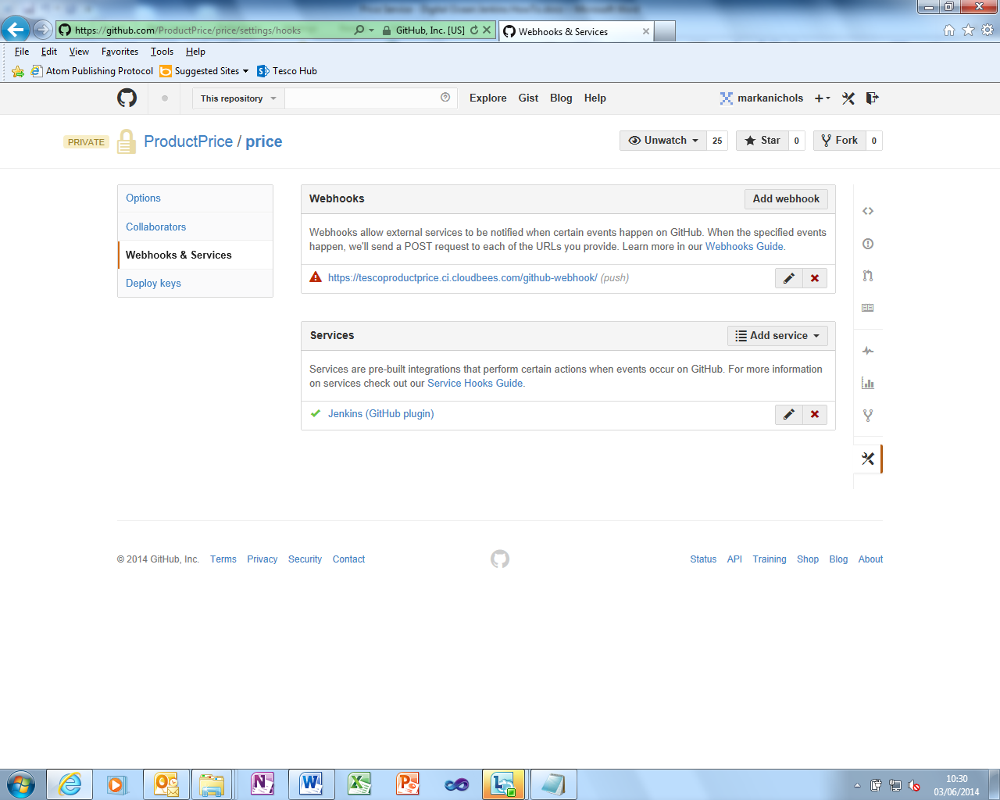 https://github.com/ProductPrice/price/settings/hooks
GitHub, Inc. [US]
Webhooks & Services
File Edit View Favorites Tools Help
Atom Publishing Protocol Suggested Sites Tesco Hub
This repository Explore Gist Blog Help markanichols
PRIVATE ProductPrice / price Unwatch 25 Star 0 Fork 0
Options
Collaborators
Webhooks & Services
Deploy keys
Webhooks Add webhook
Webhooks allow external services to be notified when certain events happen on GitHub. When the specified events
happen, we'll send a POST request to each of the URLs you provide. Learn more in our Webhooks Guide.
https://tescoproductprice.ci.cloudbees.com/github-webhook/ (push)
Services Add service
Services are pre-built integrations that perform certain actions when events occur on GitHub. For more information
on services check out our Service Hooks Guide.
Jenkins (GitHub plugin)
© 2014 GitHub, Inc. Terms Privacy Security Contact Status API Training Shop Blog About
10:30
03/06/2014